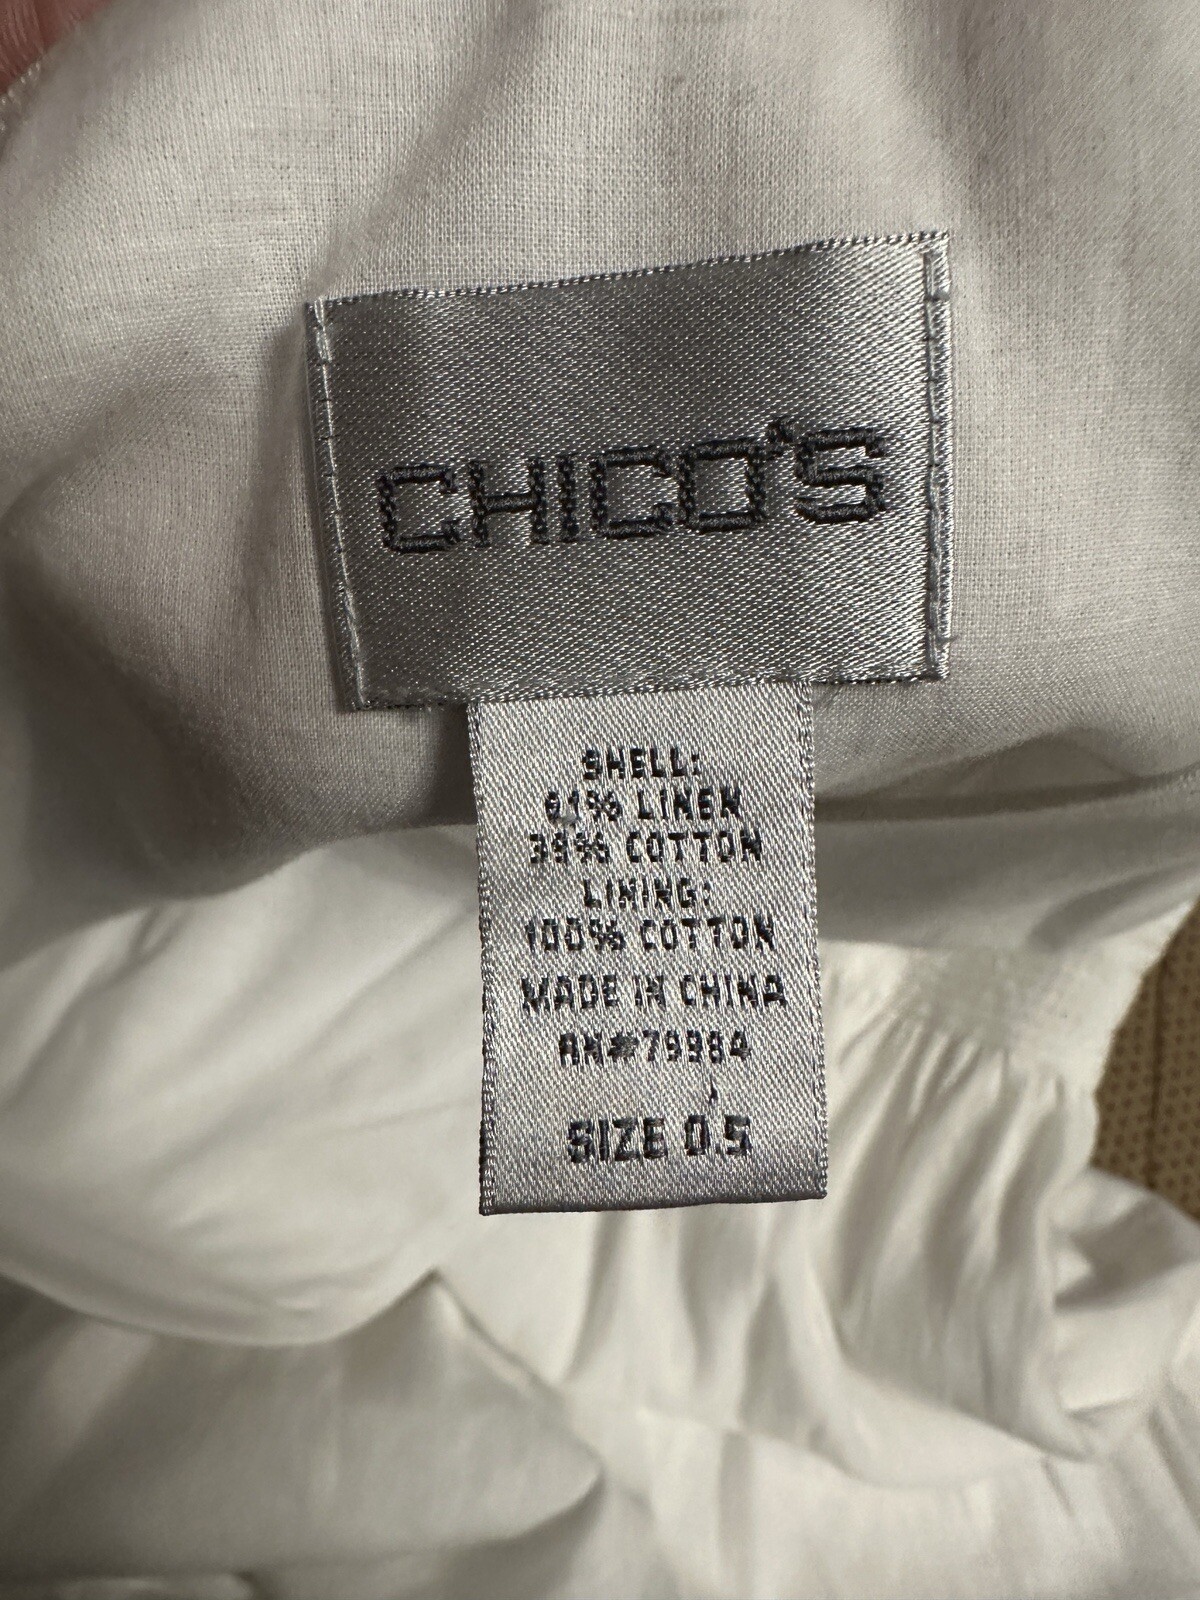 CHICO'S
SHELL:
61% LINEN
39% COTTON
LINING:
100% COTTON
MADE IN CHINA
RN#79984
SIZE 0.5